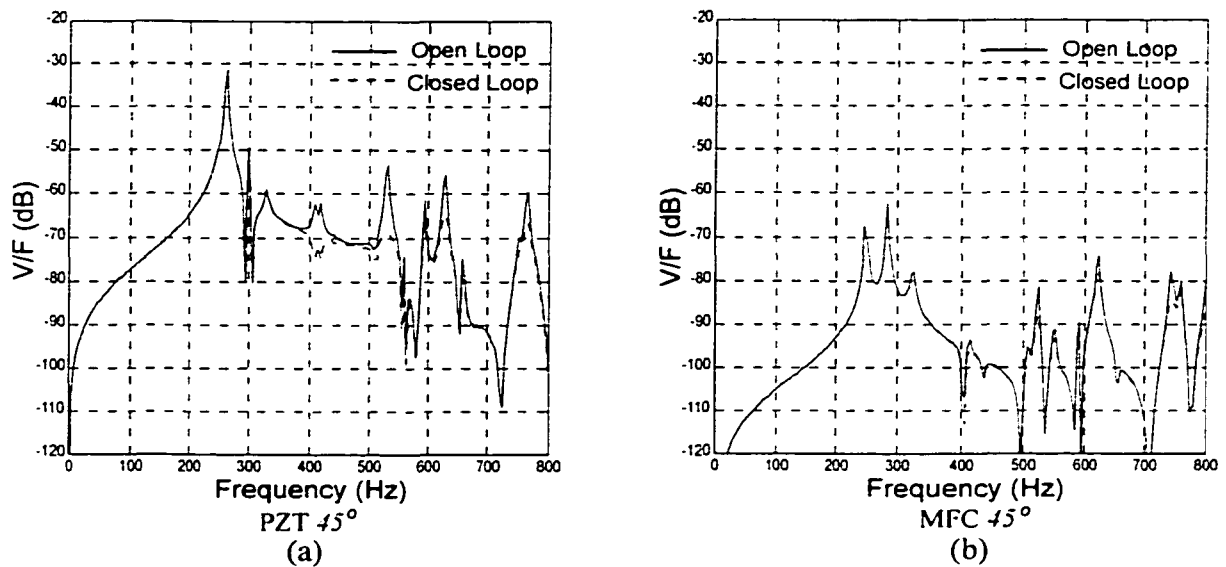 -20
-30
-40
-50
-60
-70
-80
-90
-100
-110
-120
V/F (dB)
Open Loop
Closed Loop
0 100 200 300 400 500 600 700 800
Frequency (Hz)
PZT 45°
(a)
-20
-30
-40
-50
-60
-70
-80
-90
-100
-110
-120
V/F (dB)
Open Loop
Closed Loop
0 100 200 300 400 500 600 700 800
Frequency (Hz)
MFC 45°
(b)